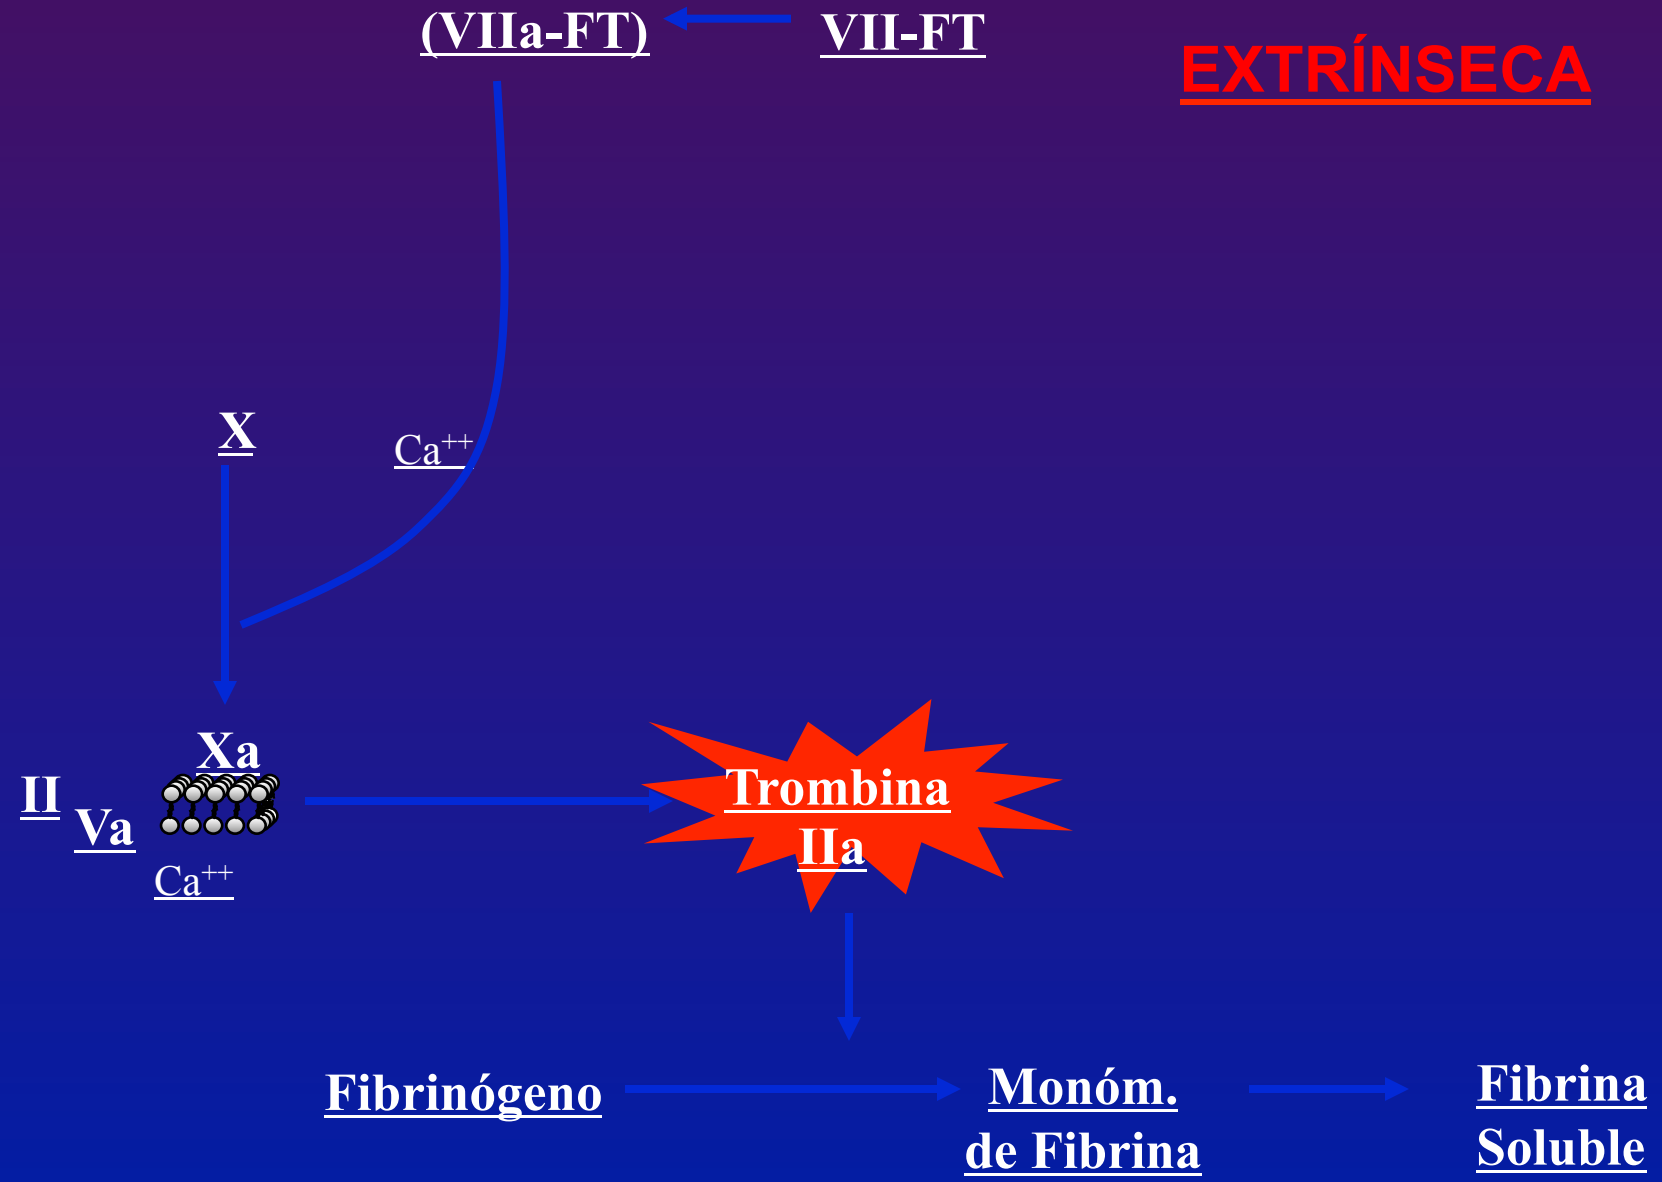 (VIIa-FT)
VII-FT
EXTRÍNSECA
X
Ca++
Xa
II
Va
Ca++
Trombina
IIa
Fibrinógeno
Monóm.
de Fibrina
Fibrina
Soluble